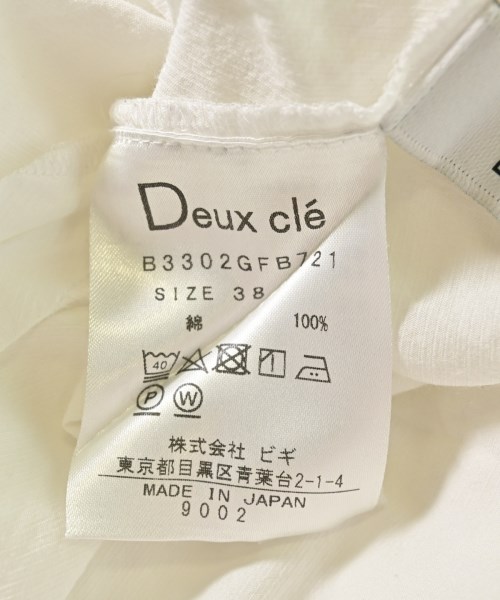 Deux clé
B3302GFB721
SIZE 38
綿 100%
40
P W
株式会社 ビギ
東京都目黒区青葉台2-1-4
MADE IN JAPAN
9002